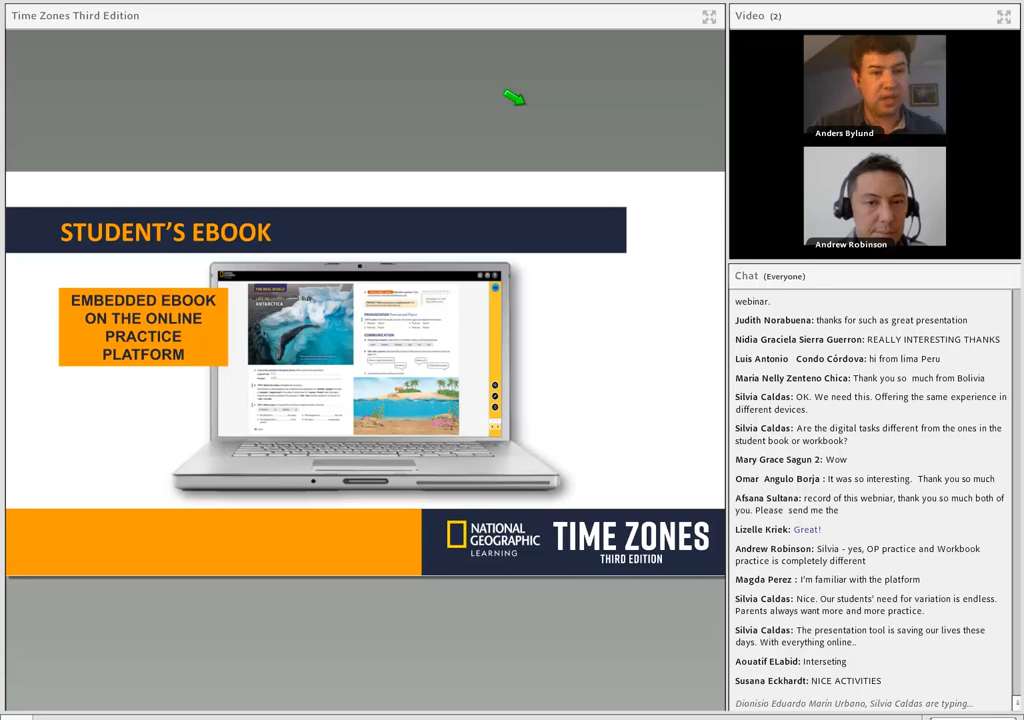 Time Zones Third Edition
STUDENT'S EBOOK
EMBEDDED EBOOK
ON THE ONLINE
PRACTICE
PLATFORM
THE REAL WORLD
ANTARCTICA
COMMUNICATION
NATIONAL
GEOGRAPHIC
LEARNING
TIME ZONES
THIRD EDITION
Video (2)
Anders Bylund
Andrew Robinson
Chat (Everyone)
webinar.
Judith Norabuena: thanks for such as great presentation
Nidia Graciela Sierra Guerron: REALLY INTERESTING THANKS
Luis Antonio Condo Córdova: hi from lima Peru
Maria Nelly Zenteno Chica: Thank you so much from Bolivia
Silvia Caldas: OK. We need this. Offering the same experience in
different devices.
Silvia Caldas: Are the digital tasks different from the ones in the
student book or workbook?
Mary Grace Sagun 2: Wow
Omar Angulo Borja : It was so interesting. Thank you so much
Afsana Sultana: record of this webniar, thank you so much both of
you. Please send me the
Lizelle Kriek: Great!
Andrew Robinson: Silvia - yes, OP practice and Workbook
practice is completely different
Magda Perez : I'm familiar with the platform
Silvia Caldas: Nice. Our students' need for variation is endless.
Parents always want more and more practice.
Silvia Caldas: The presentation tool is saving our lives these
days. With everything online..
Aouatif ELabid: Interseting
Susana Eckhardt: NICE ACTIVITIES
Dionisio Eduardo Marín Urbano, Silvia Caldas are typing...